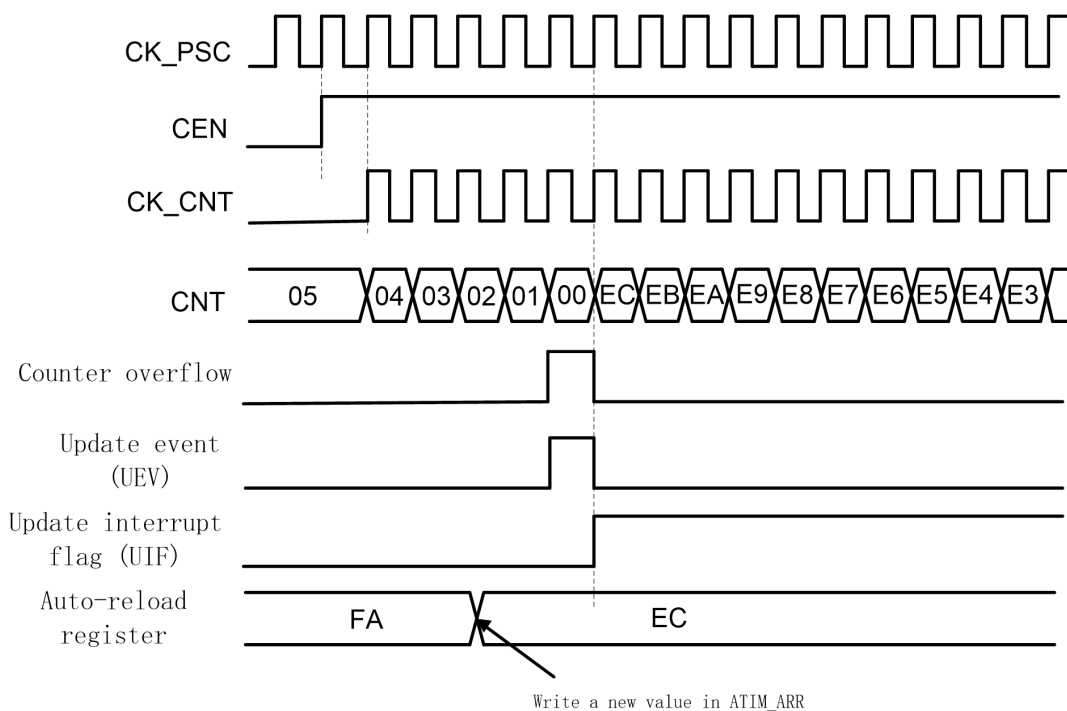 CK_PSC
CEN
CK_CNT
CNT
05 04 03 02 01 00 EC EB EA E9 E8 E7 E6 E5 E4 E3
Counter overflow
Update event
(UEV)
Update interrupt
flag (UIF)
Auto-reload
register
FA
EC
Write a new value in ATIM_ARR